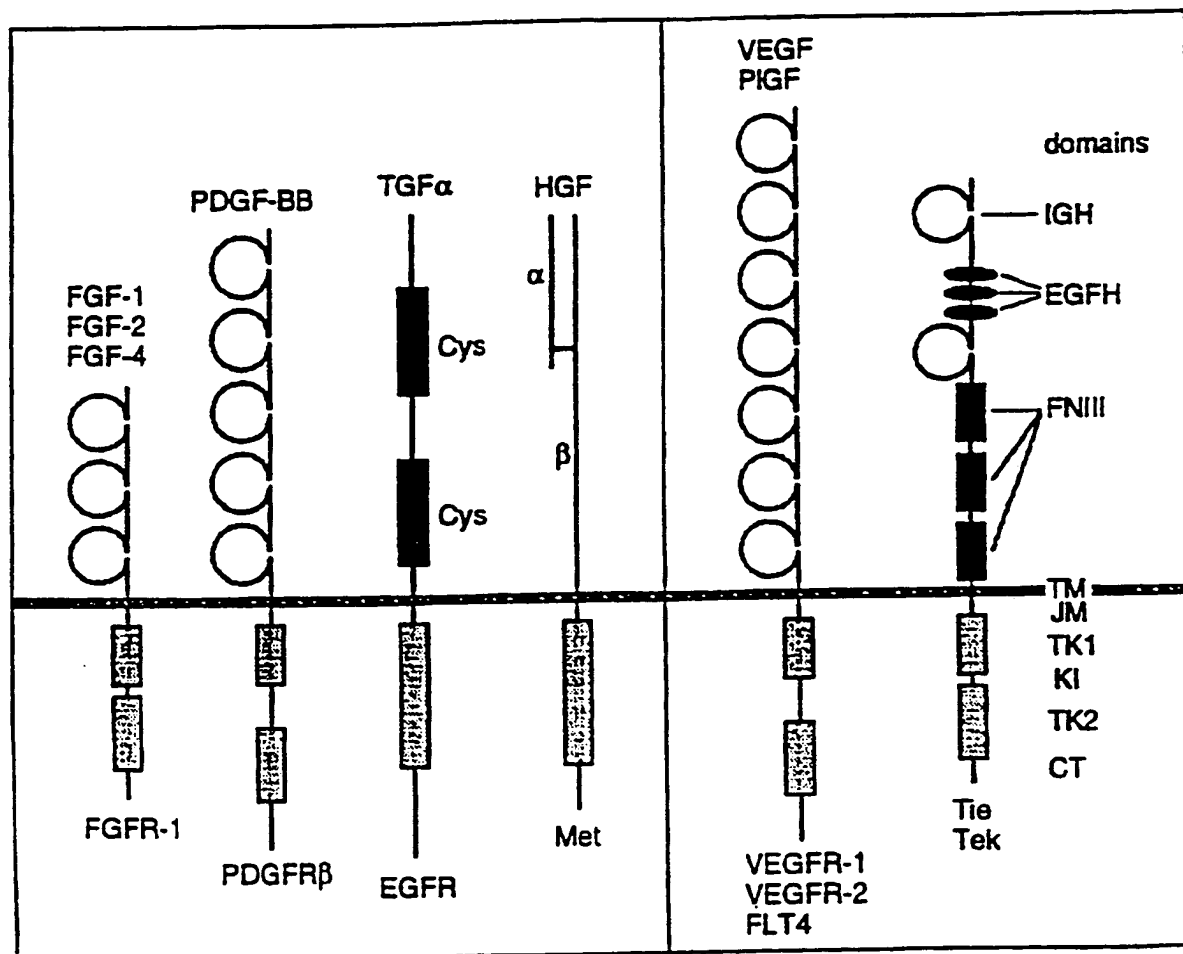 FGF-1
FGF-2
FGF-4
FGFR-1
PDGF-BB
PDGFRβ
TGFα
Cys
Cys
EGFR
HGF
α
β
Met
VEGF
PIGF
VEGFR-1
VEGFR-2
FLT4
domains
IGH
EGFH
FNIII
TM
JM
TK1
KI
TK2
CT
Tie
Tek